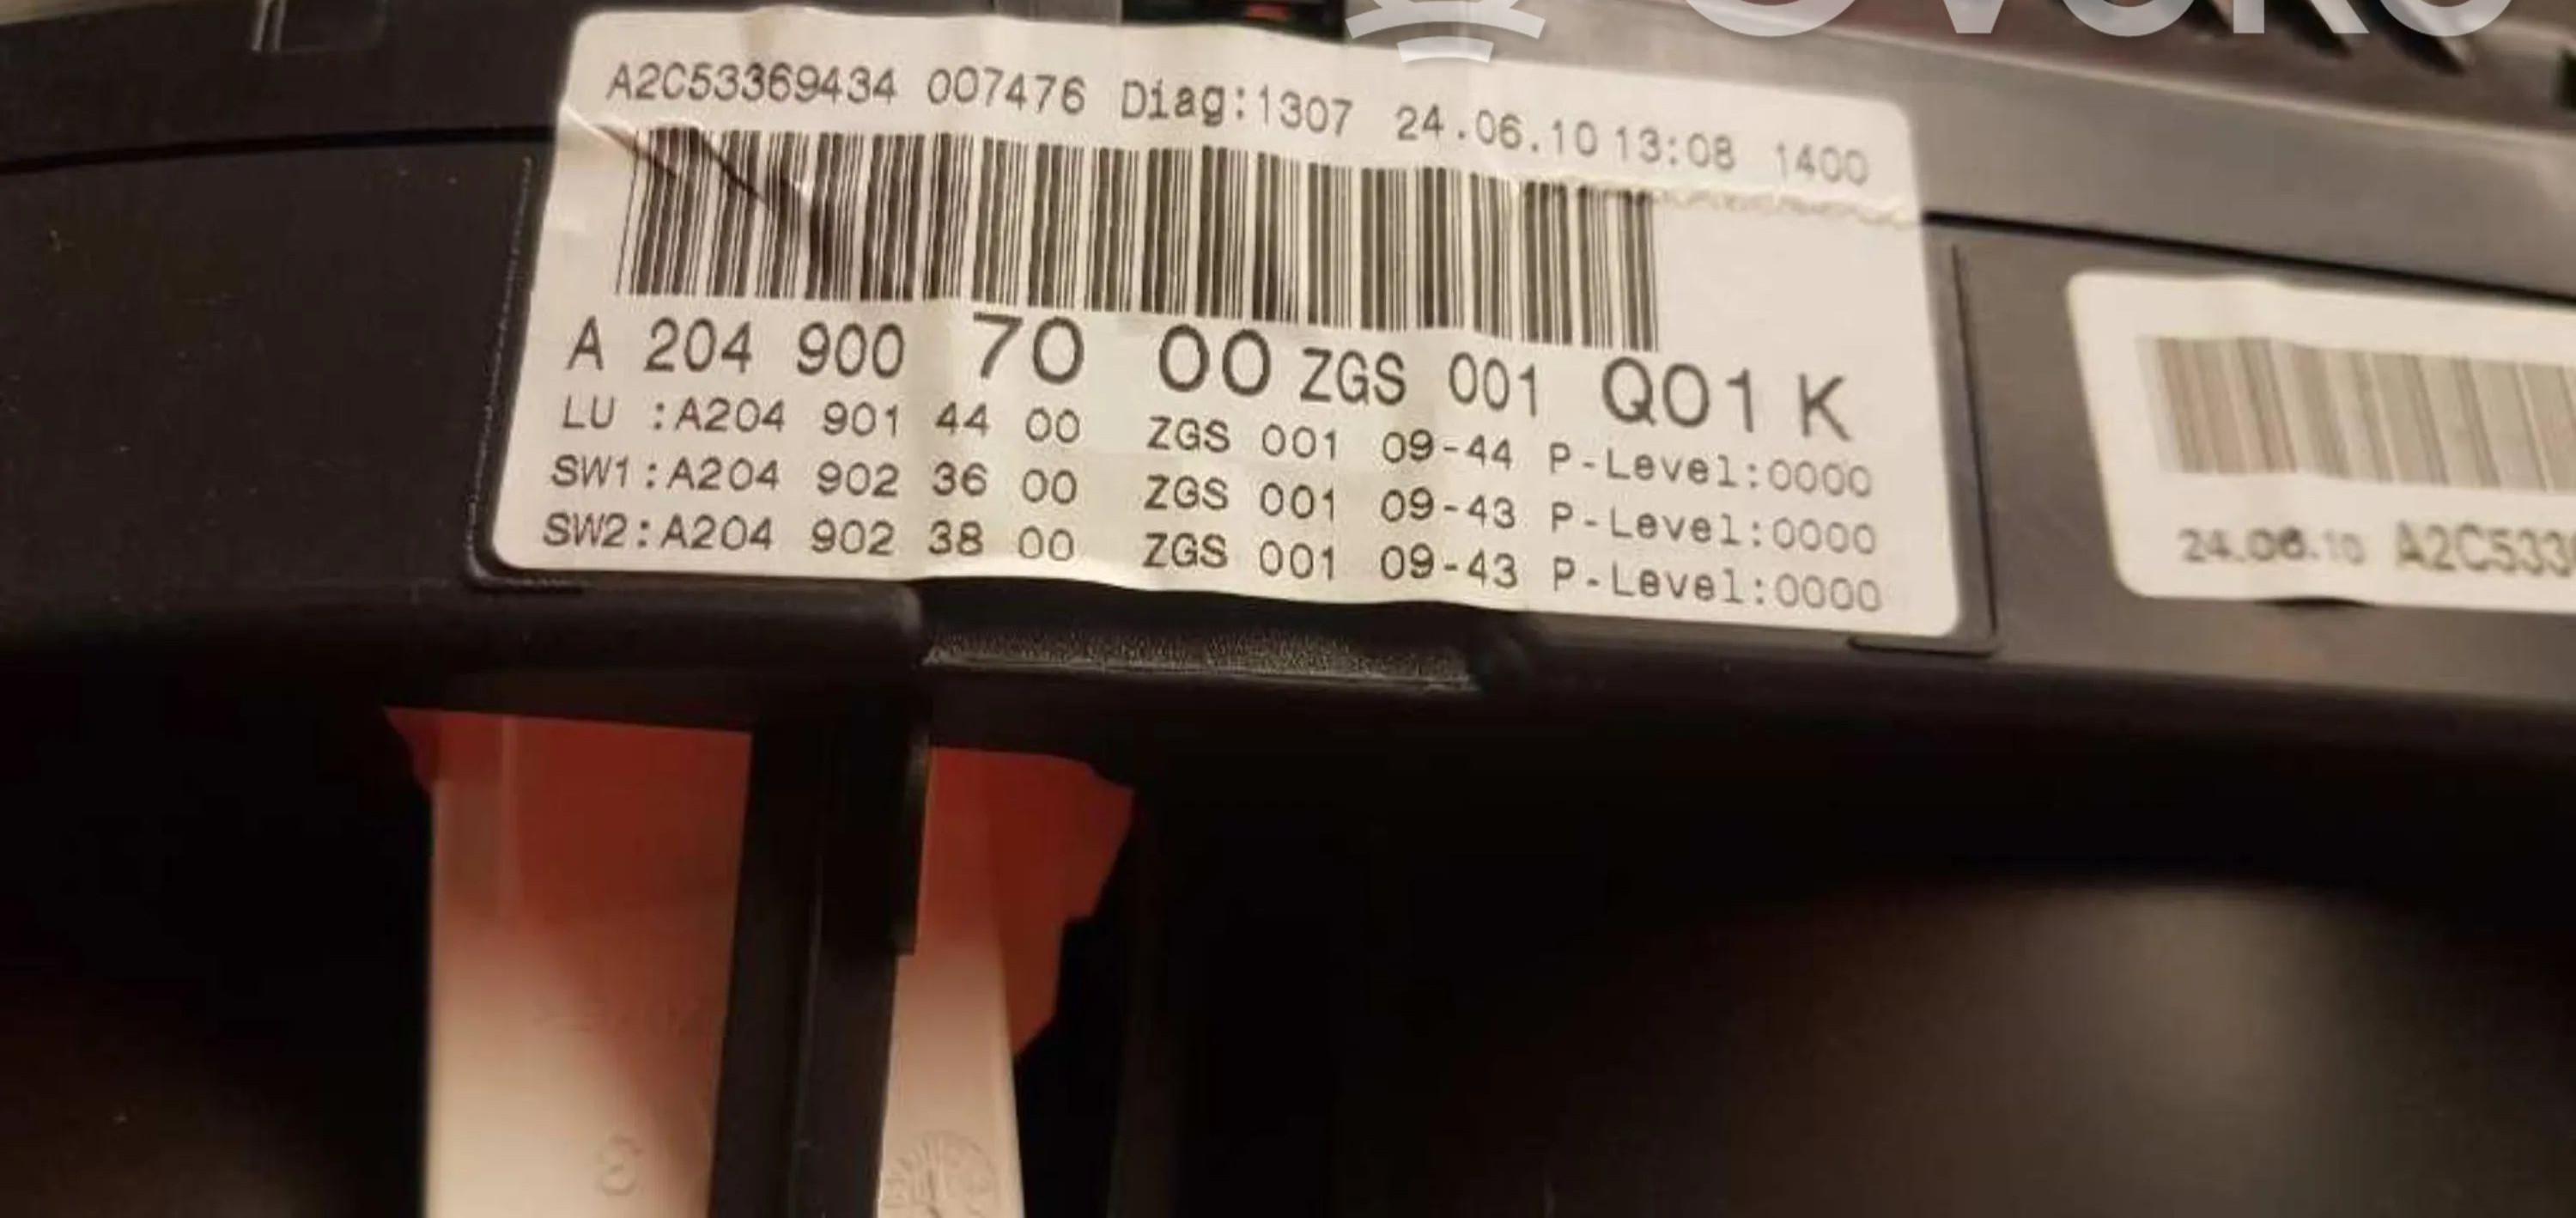 A2C53369434 007476 Diag:1307 24.06.10 13:08 1400
A 204 900 70 00 ZGS 001 Q01 K
LU :A204 901 44 00 ZGS 001 09-44 P-Level:0000
SW1:A204 902 36 00 ZGS 001 09-43 P-Level:0000
SW2:A204 902 38 00 ZGS 001 09-43 P-Level:0000
24.06.10 A2C533